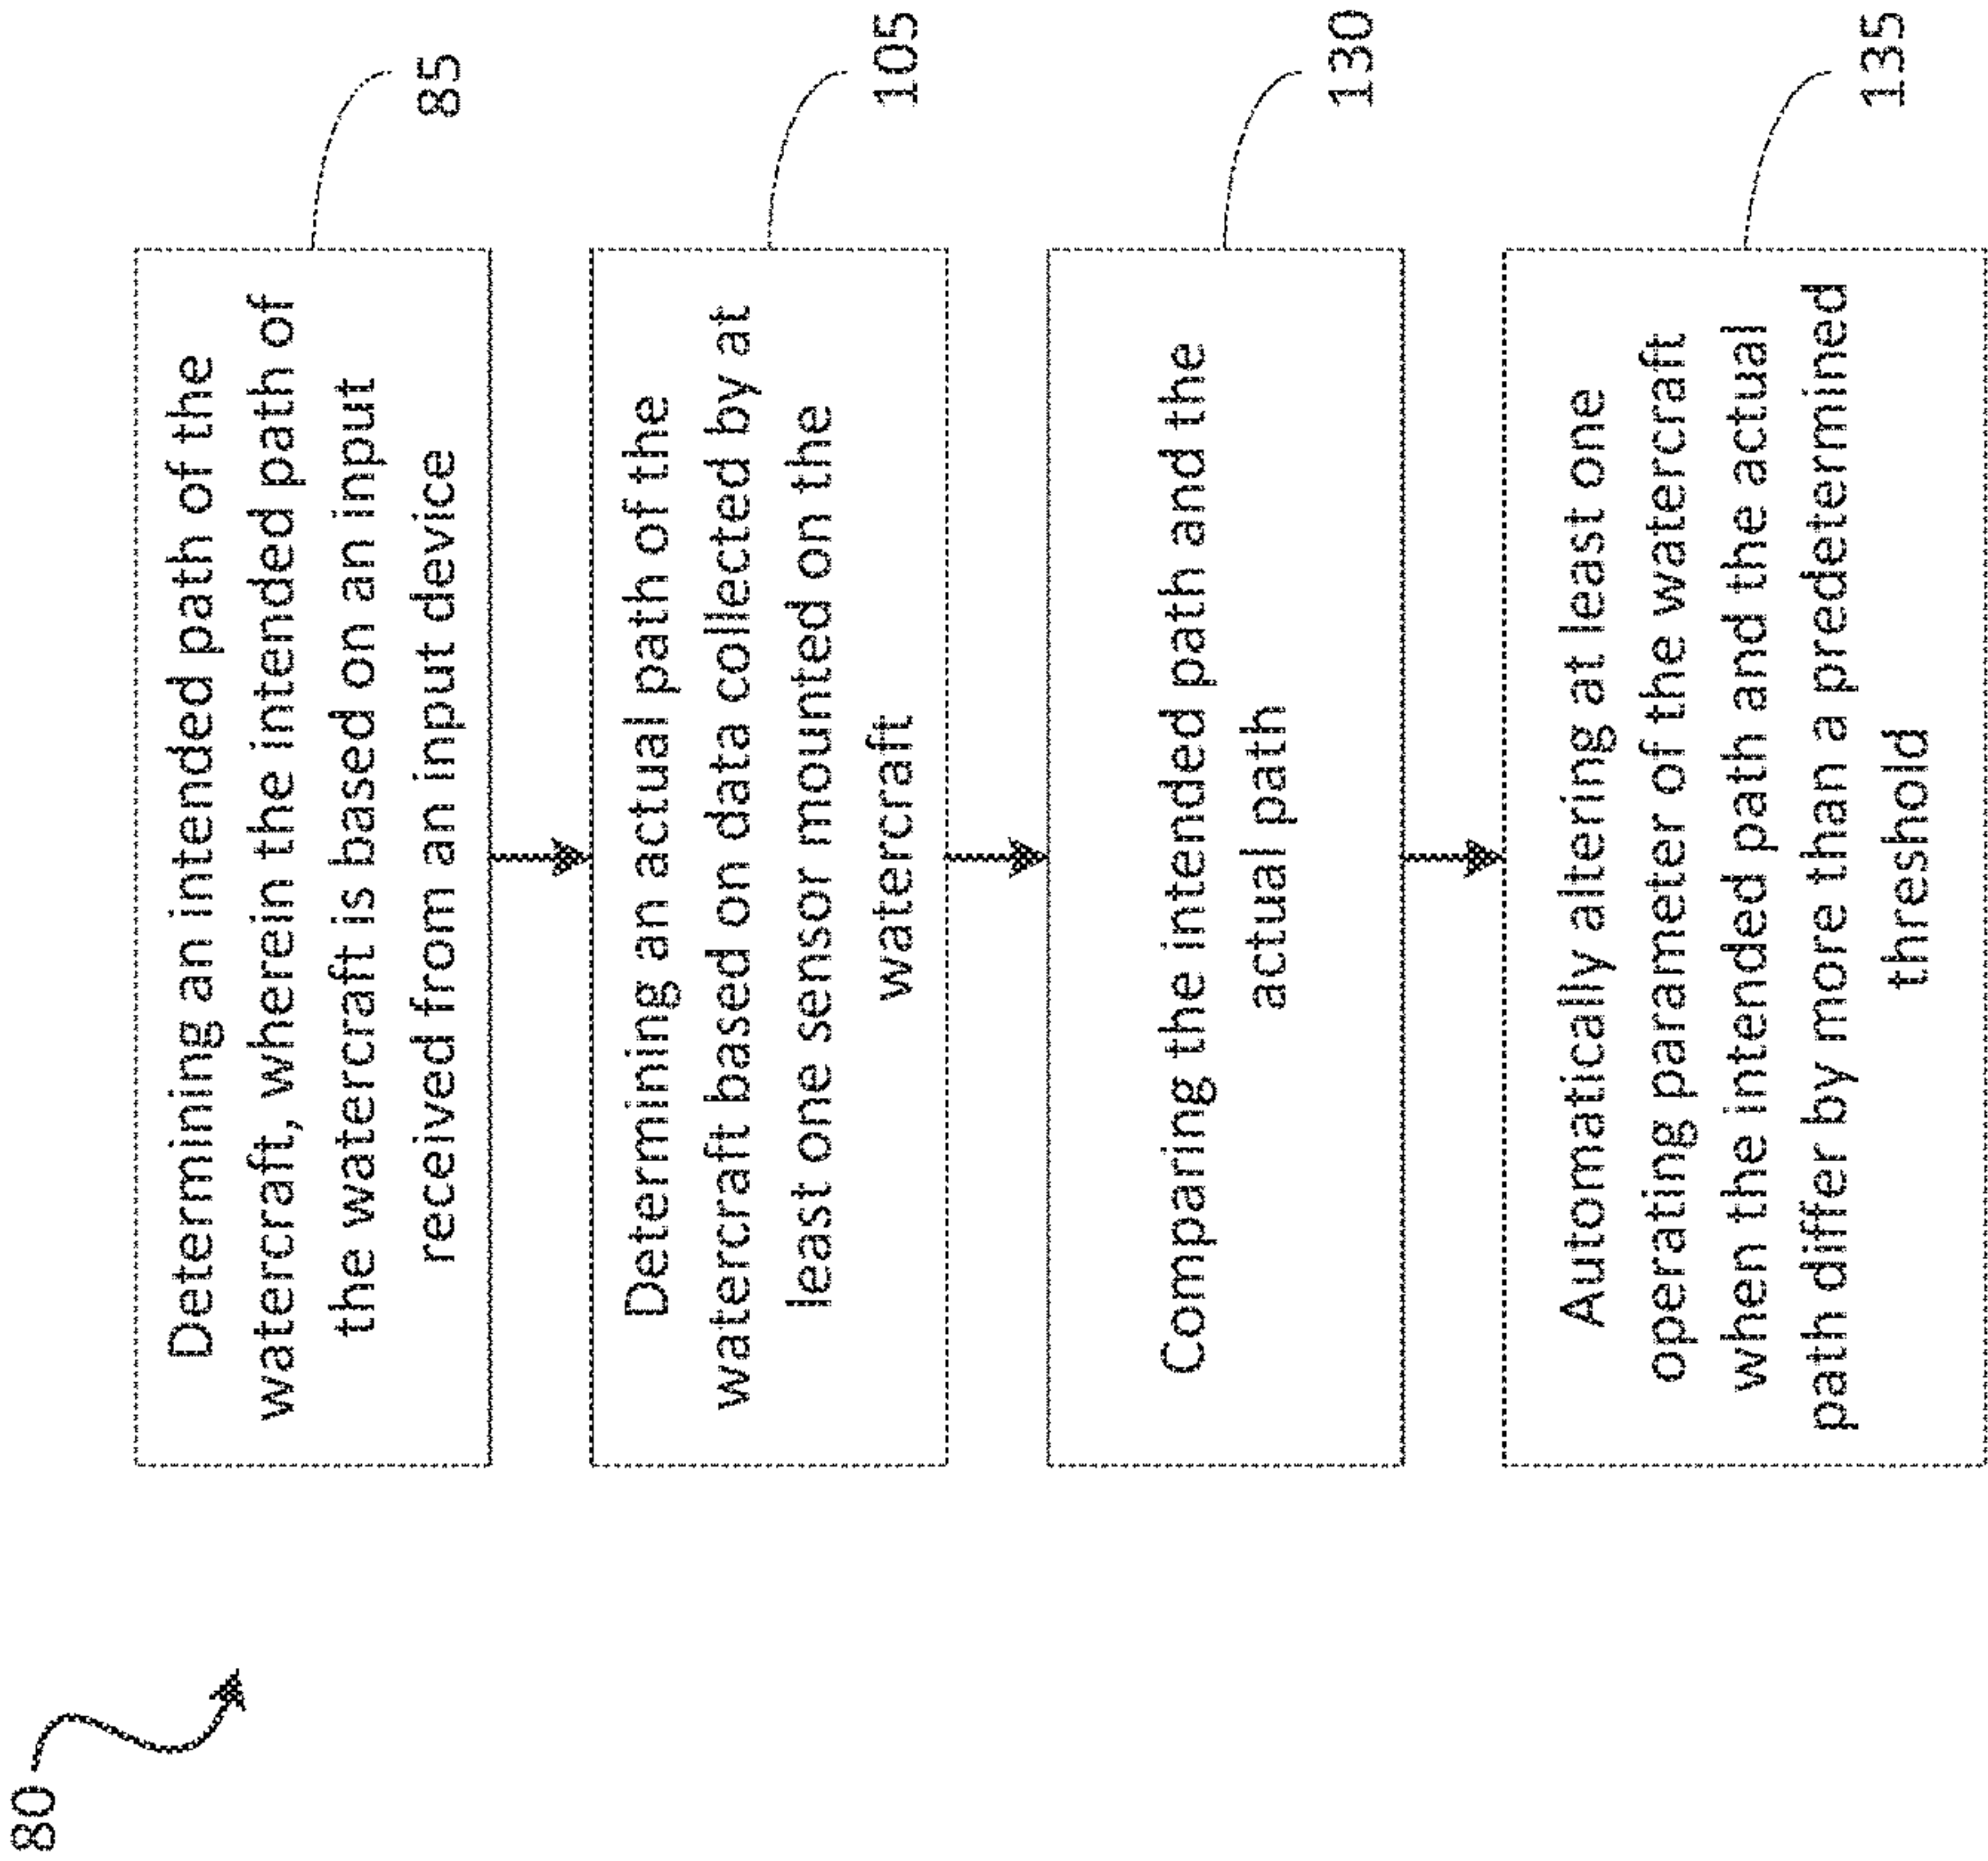 80
Determining an intended path of the
watercraft, wherein the intended path of
the watercraft is based on an input
received from an input device
85
Determining an actual path of the
watercraft based on data collected by at
least one sensor mounted on the
watercraft
105
Comparing the intended path and the
actual path
130
Automatically altering at least one
operating parameter of the watercraft
when the intended path and the actual
path differ by more than a predetermined
threshold
135